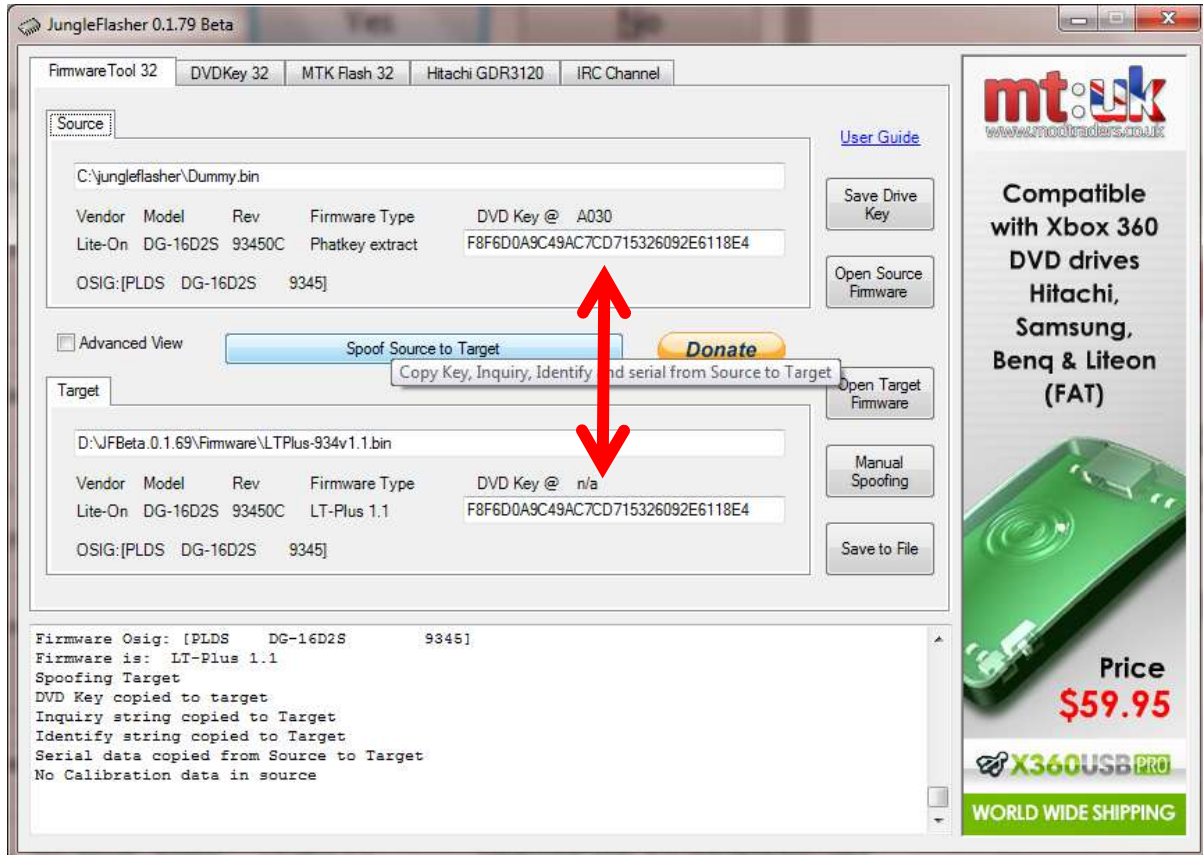 JungleFlasher 0.1.79 Beta
FirmwareTool 32 DVDKey 32 MTK Flash 32 Hitachi GDR3120 IRC Channel
Source
User Guide
C:\jungleflasher\Dummy.bin
Save Drive Key
Vendor Model Rev Firmware Type DVD Key @ A030
Lite-On DG-16D2S 93450C Phatkey extract F8F6D0A9C49AC7CD715326092E6118E4
Open Source Firmware
OSIG:[PLDS DG-16D2S 9345]
Advanced View Spoof Source to Target Donate
Copy Key, Inquiry, Identify and serial from Source to Target
Target
Open Target Firmware
D:\JFBeta.0.1.69\Firmware\LTPlus-934v1.1.bin
Manual Spoofing
Vendor Model Rev Firmware Type DVD Key @ n/a
Lite-On DG-16D2S 93450C LT-Plus 1.1 F8F6D0A9C49AC7CD715326092E6118E4
OSIG:[PLDS DG-16D2S 9345]
Save to File
Firmware Osig: [PLDS DG-16D2S 9345]
Firmware is: LT-Plus 1.1
Spoofing Target
DVD Key copied to target
Inquiry string copied to Target
Identify string copied to Target
Serial data copied from Source to Target
No Calibration data in source
mt:uk
www.modtraders.co.uk
Compatible
with Xbox 360
DVD drives
Hitachi,
Samsung,
Benq & Liteon
(FAT)
Price
$59.95
X360USB PRO
WORLD WIDE SHIPPING